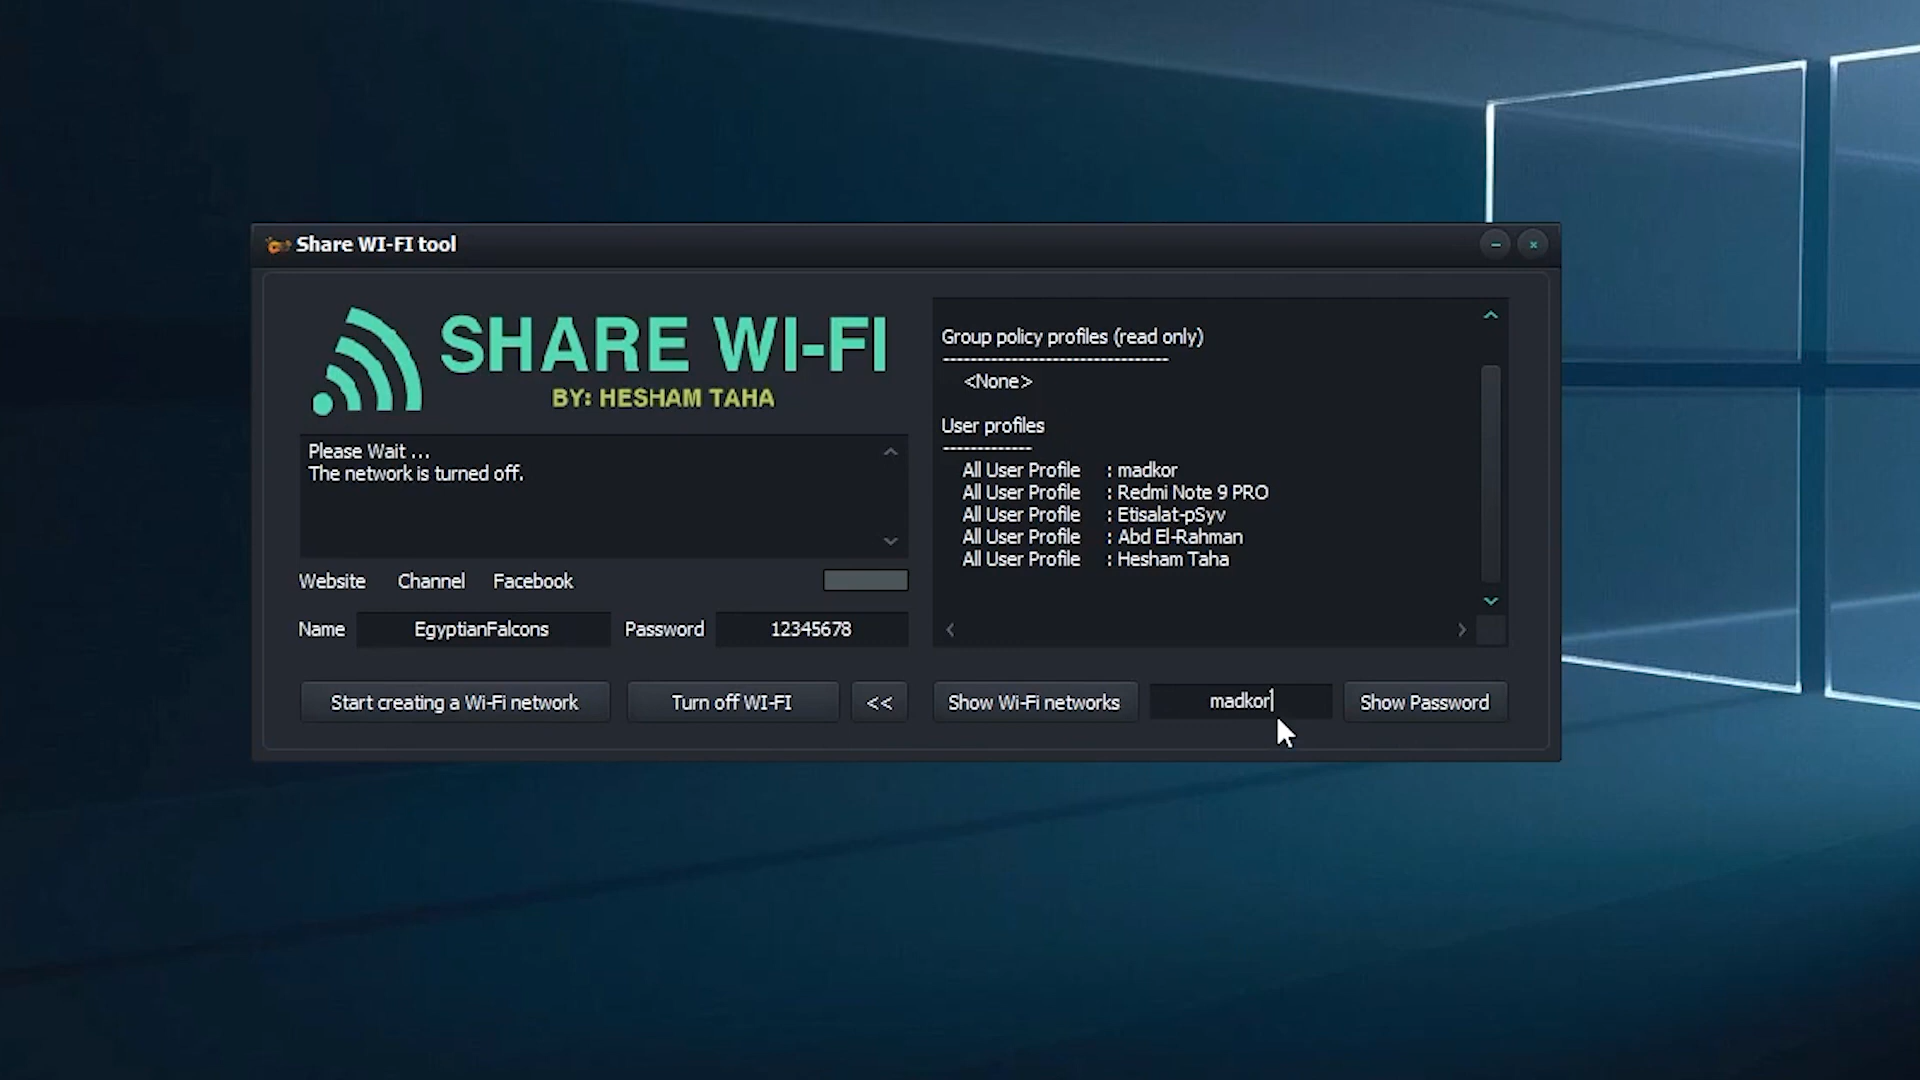 Share WI-FI tool
SHARE WI-FI
BY: HESHAM TAHA
Please Wait ...
The network is turned off.
Website Channel Facebook
Name EgyptianFalcons Password 12345678
Start creating a Wi-Fi network Turn off WI-FI <<
Group policy profiles (read only)
---------------------------------
<None>
User profiles
-------------
All User Profile : madkor
All User Profile : Redmi Note 9 PRO
All User Profile : Etisalat-pSyv
All User Profile : Abd El-Rahman
All User Profile : Hesham Taha
Show Wi-Fi networks madkor Show Password